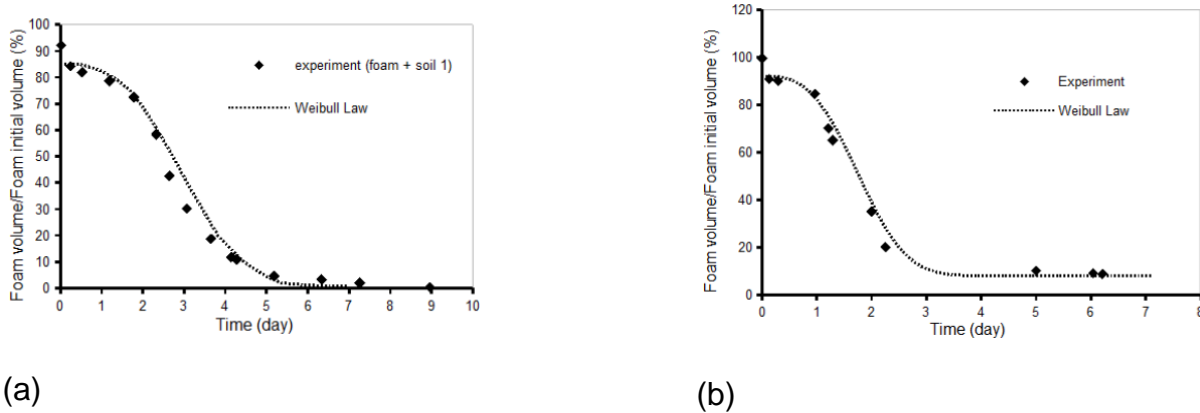 Foam volume/Foam initial volume (%)
100
90
80
70
60
50
40
30
20
10
0
experiment (foam + soil 1)
Weibull Law
0 1 2 3 4 5 6 7 8 9 10
Time (day)
(a)
Foam volume/Foam initial volume (%)
120
100
80
60
40
20
0
Experiment
Weibull Law
0 1 2 3 4 5 6 7 8
Time (day)
(b)